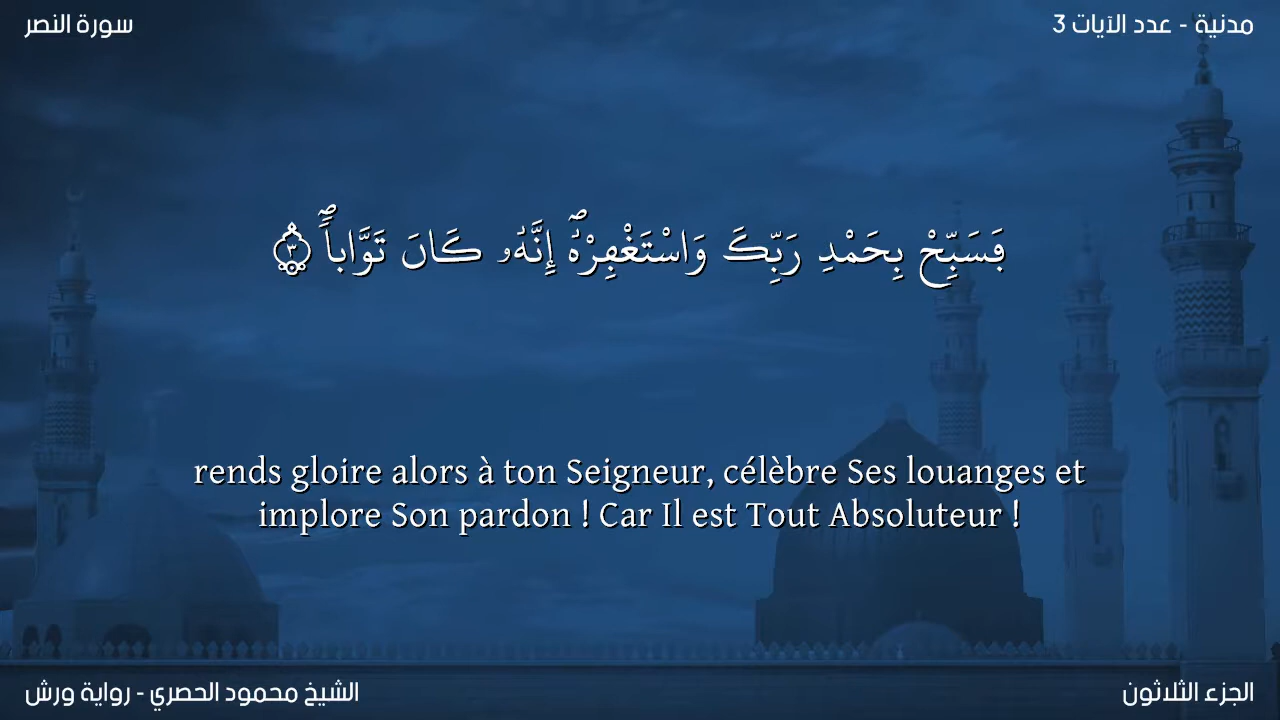 مدنية - عدد الآيات 3
سورة النصر
فَسَبِّحْ بِحَمْدِ رَبِّكَ وَاسْتَغْفِرْهُۖ إِنَّهُۥ كَانَ تَوَّاباٗۖ ٣
rends gloire alors à ton Seigneur, célèbre Ses louanges et
implore Son pardon ! Car Il est Tout Absoluteur !
الجزء الثلاثون
الشيخ محمود الحصري - رواية ورش